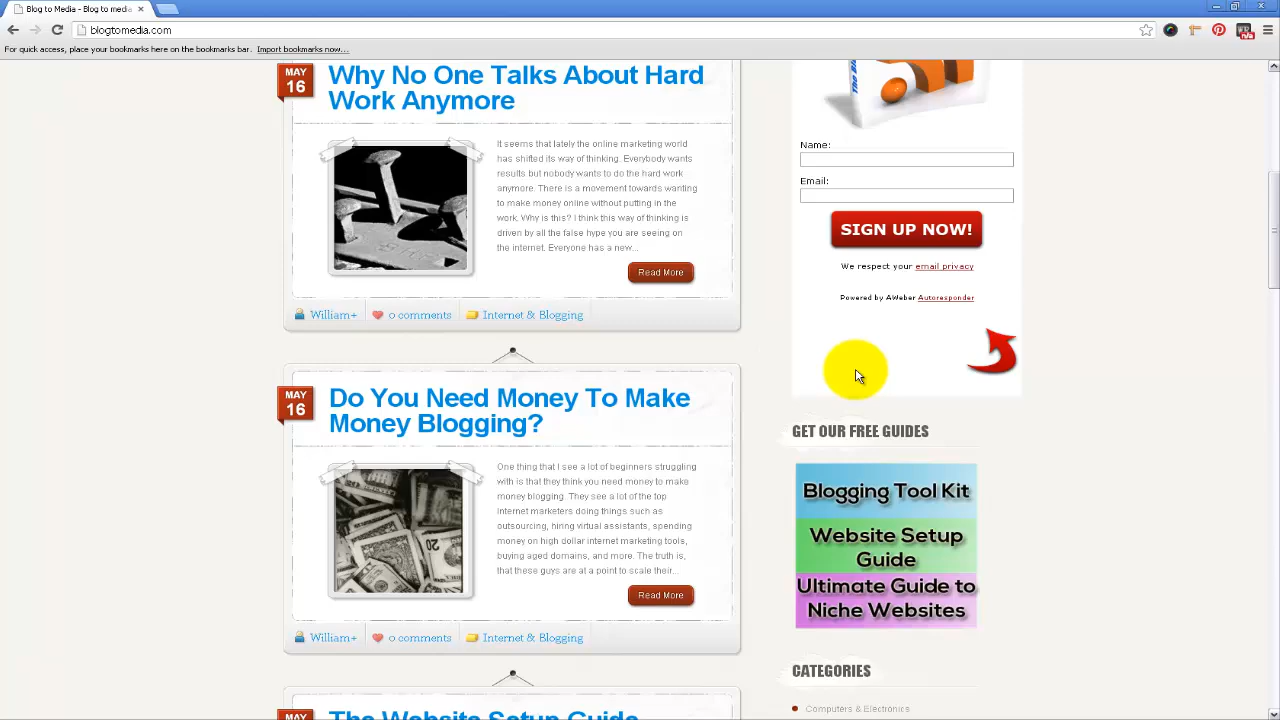 Blog to Media - Blog to media
blogtomedia.com
For quick access, place your bookmarks here on the bookmarks bar. Import bookmarks now...
MAY
16
Why No One Talks About Hard
Work Anymore
It seems that lately the online marketing world
has shifted its way of thinking. Everybody wants
results but nobody wants to do the hard work
anymore. There is a movement towards wanting
to make money online without putting in the
work. Why is this? I think this way of thinking is
driven by all the false hype you are seeing on
the internet. Everyone has a new...
Read More
William+ 0 comments Internet & Blogging
MAY
16
Do You Need Money To Make
Money Blogging?
One thing that I see a lot of beginners struggling
with is that they think you need money to make
money blogging. They see a lot of the top
internet marketers doing things such as
outsourcing, hiring virtual assistants, spending
money on high dollar internet marketing tools,
buying aged domains, and more. The truth is,
that these guys are at a point to scale their...
Read More
William+ 0 comments Internet & Blogging
MAY
The Website Setup Guide
Name:
Email:
SIGN UP NOW!
We respect your email privacy
Powered by AWeber Autoresponder
GET OUR FREE GUIDES
Blogging Tool Kit
Website Setup
Guide
Ultimate Guide to
Niche Websites
CATEGORIES
Computers & Electronics